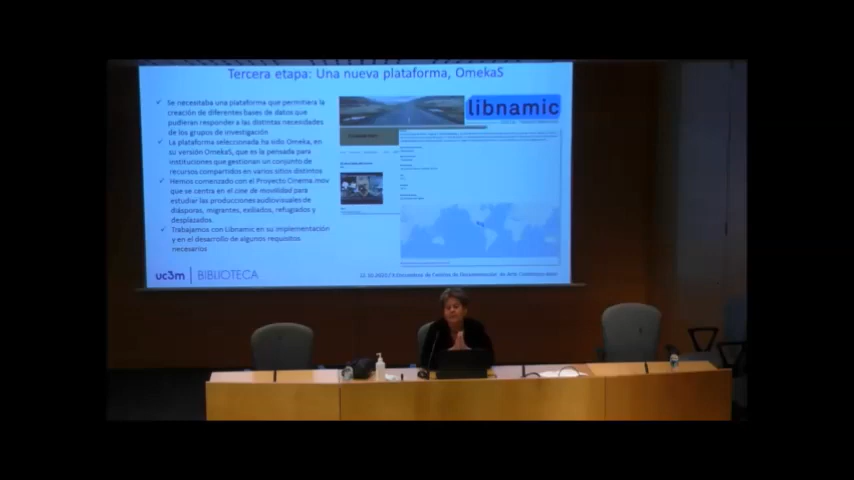 Tercera etapa: Una nueva plataforma, OmekaS
Se necesitaba una plataforma que permitiera la
creación de diferentes bases de datos que
pudieran responder a las distintas necesidades
de los grupos de investigación
La plataforma seleccionada ha sido Omeka, en
su versión OmekaS, que es la pensada para
instituciones que gestionan un conjunto de
recursos compartidos en varios sitios distintos
Hemos comenzado con el Proyecto Cinema.mov
que se centra en el cine de movilidad para
estudiar las producciones audiovisuales de
diásporas, migrantes, exiliados, refugiados y
desplazados.
Trabajamos con Libnamic en su implementación
y en el desarrollo de algunos requisitos
necesarios
libnamic
uc3m | BIBLIOTECA